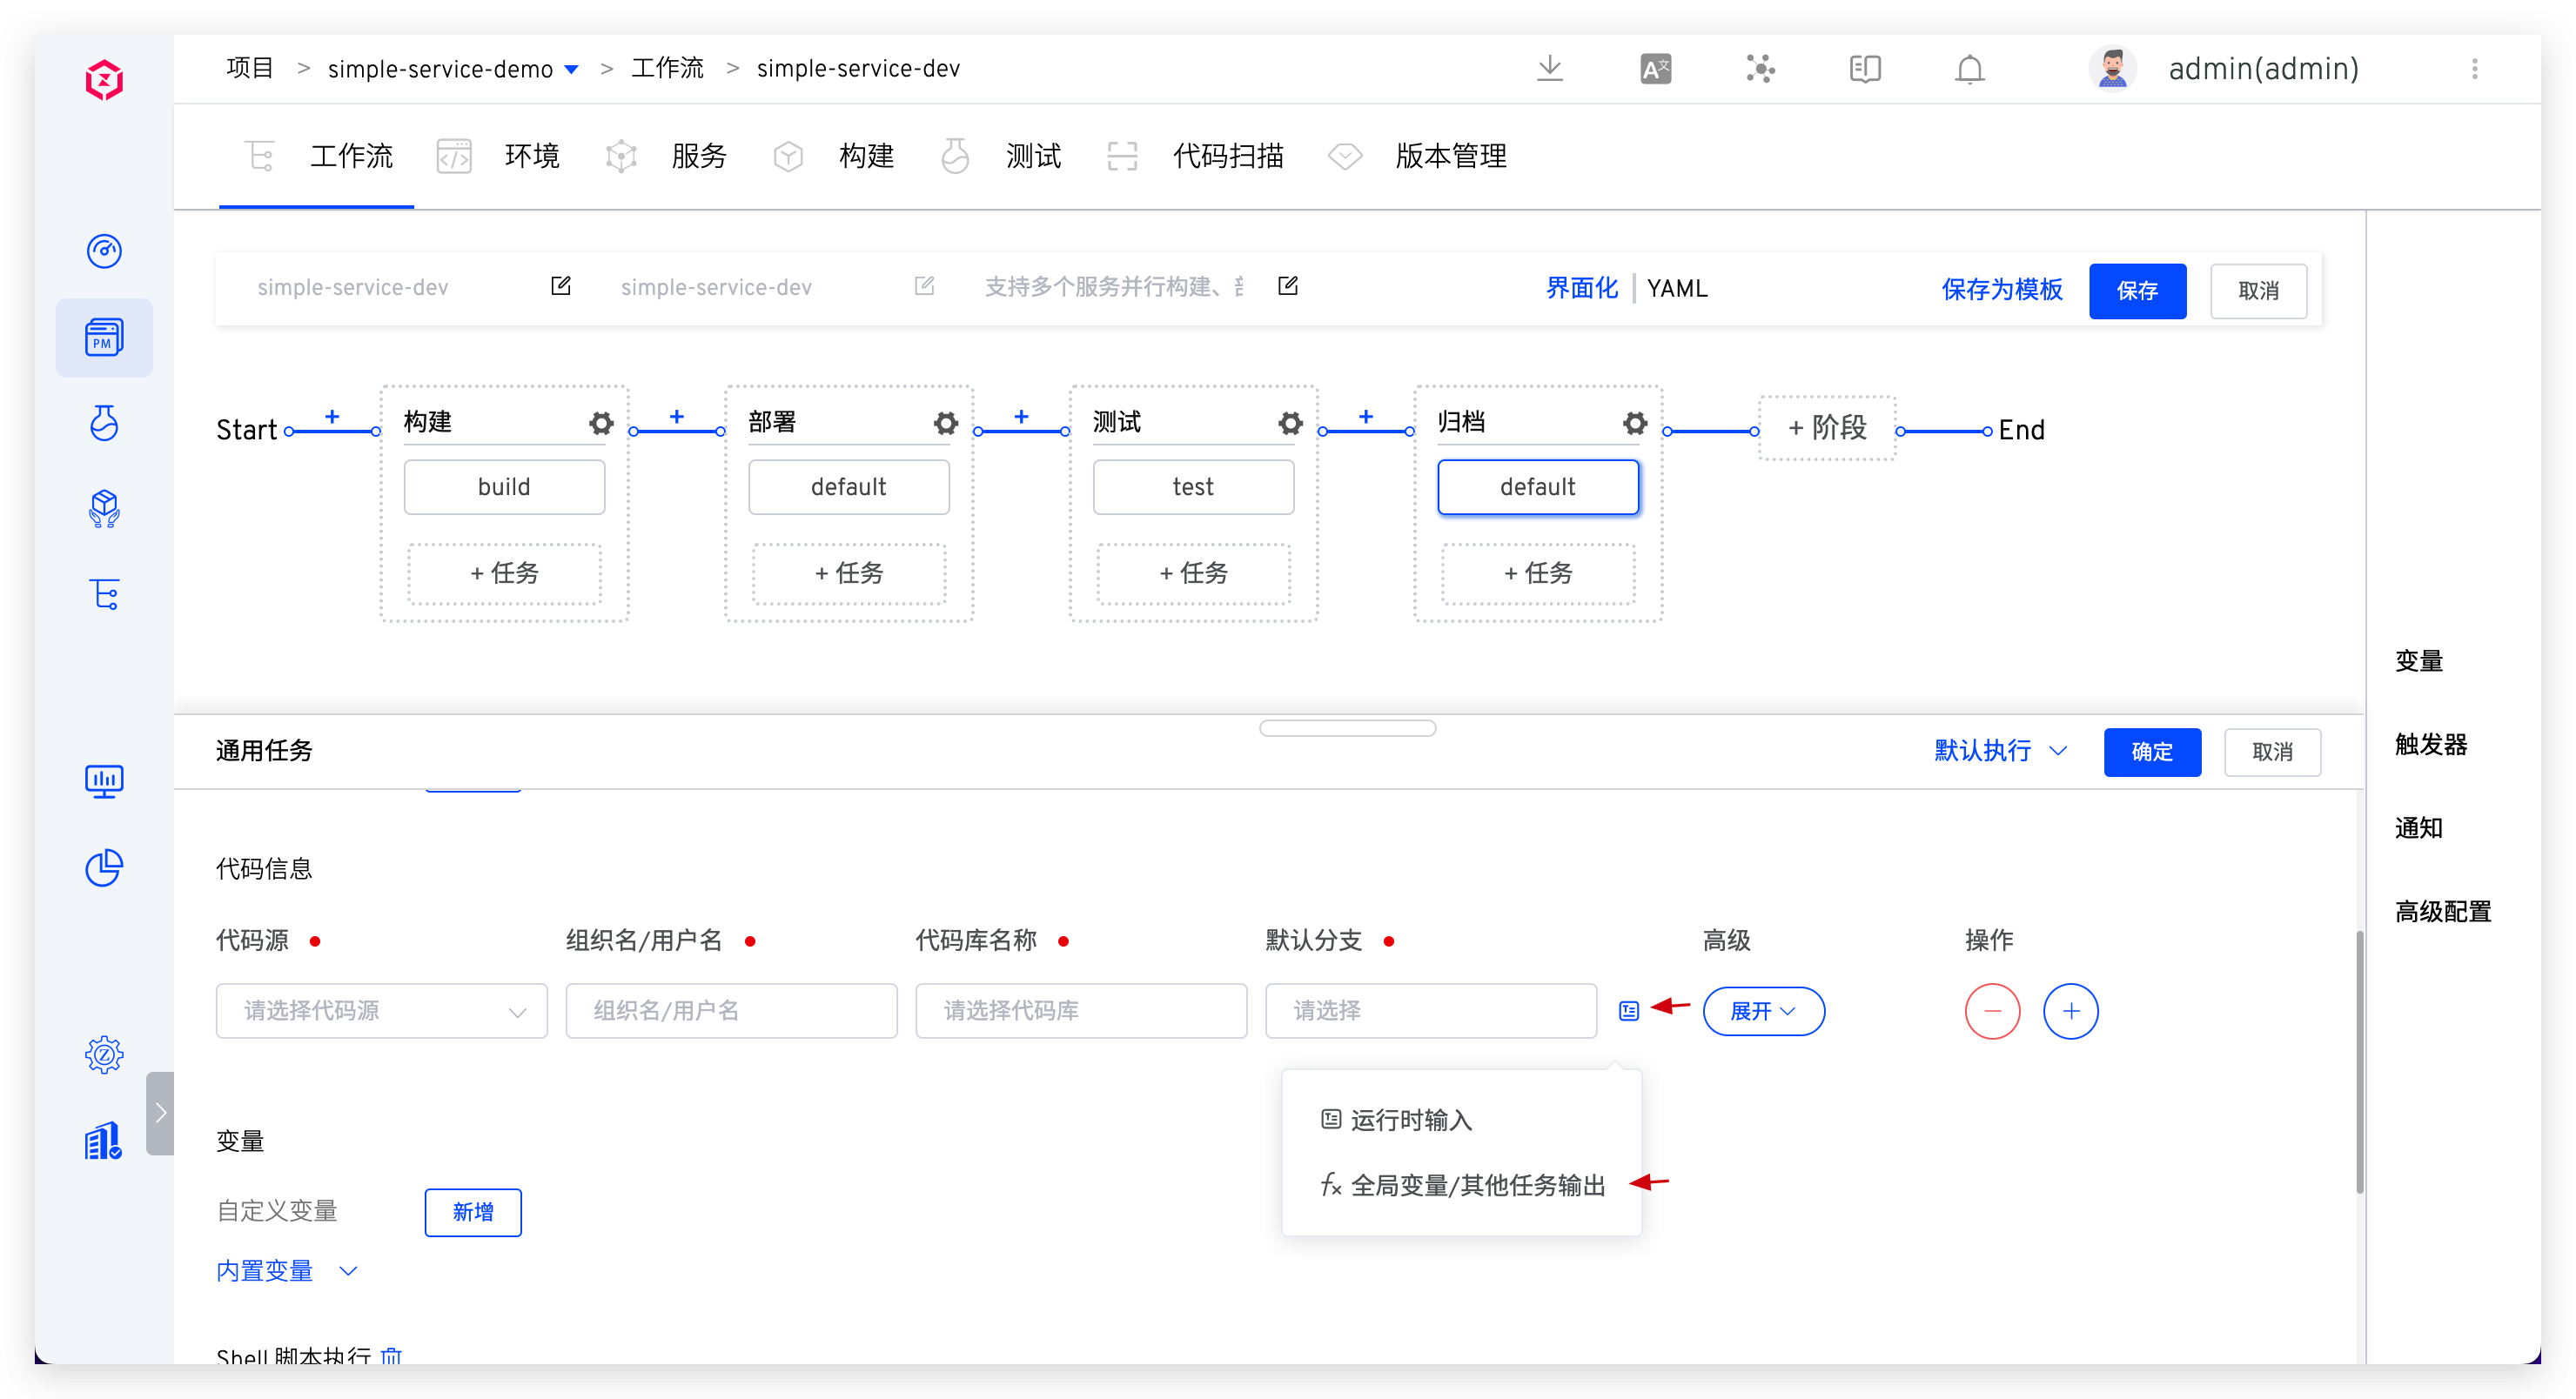 项目 > simple-service-demo > 工作流 > simple-service-dev
admin(admin)
工作流 环境 服务 构建 测试 代码扫描 版本管理
simple-service-dev simple-service-dev 支持多个服务并行构建、 界面化 | YAML 保存为模板 保存 取消
Start 构建 部署 测试 归档 + 阶段 End
build default test default
+ 任务 + 任务 + 任务 + 任务
变量
触发器
通知
高级配置
通用任务 默认执行 确定 取消
代码信息
代码源 组织名/用户名 代码库名称 默认分支 高级 操作
请选择代码源 组织名/用户名 请选择代码库 请选择 展开
运行时输入
fx 全局变量/其他任务输出
变量
自定义变量 新增
内置变量
Shell 脚本执行
PM